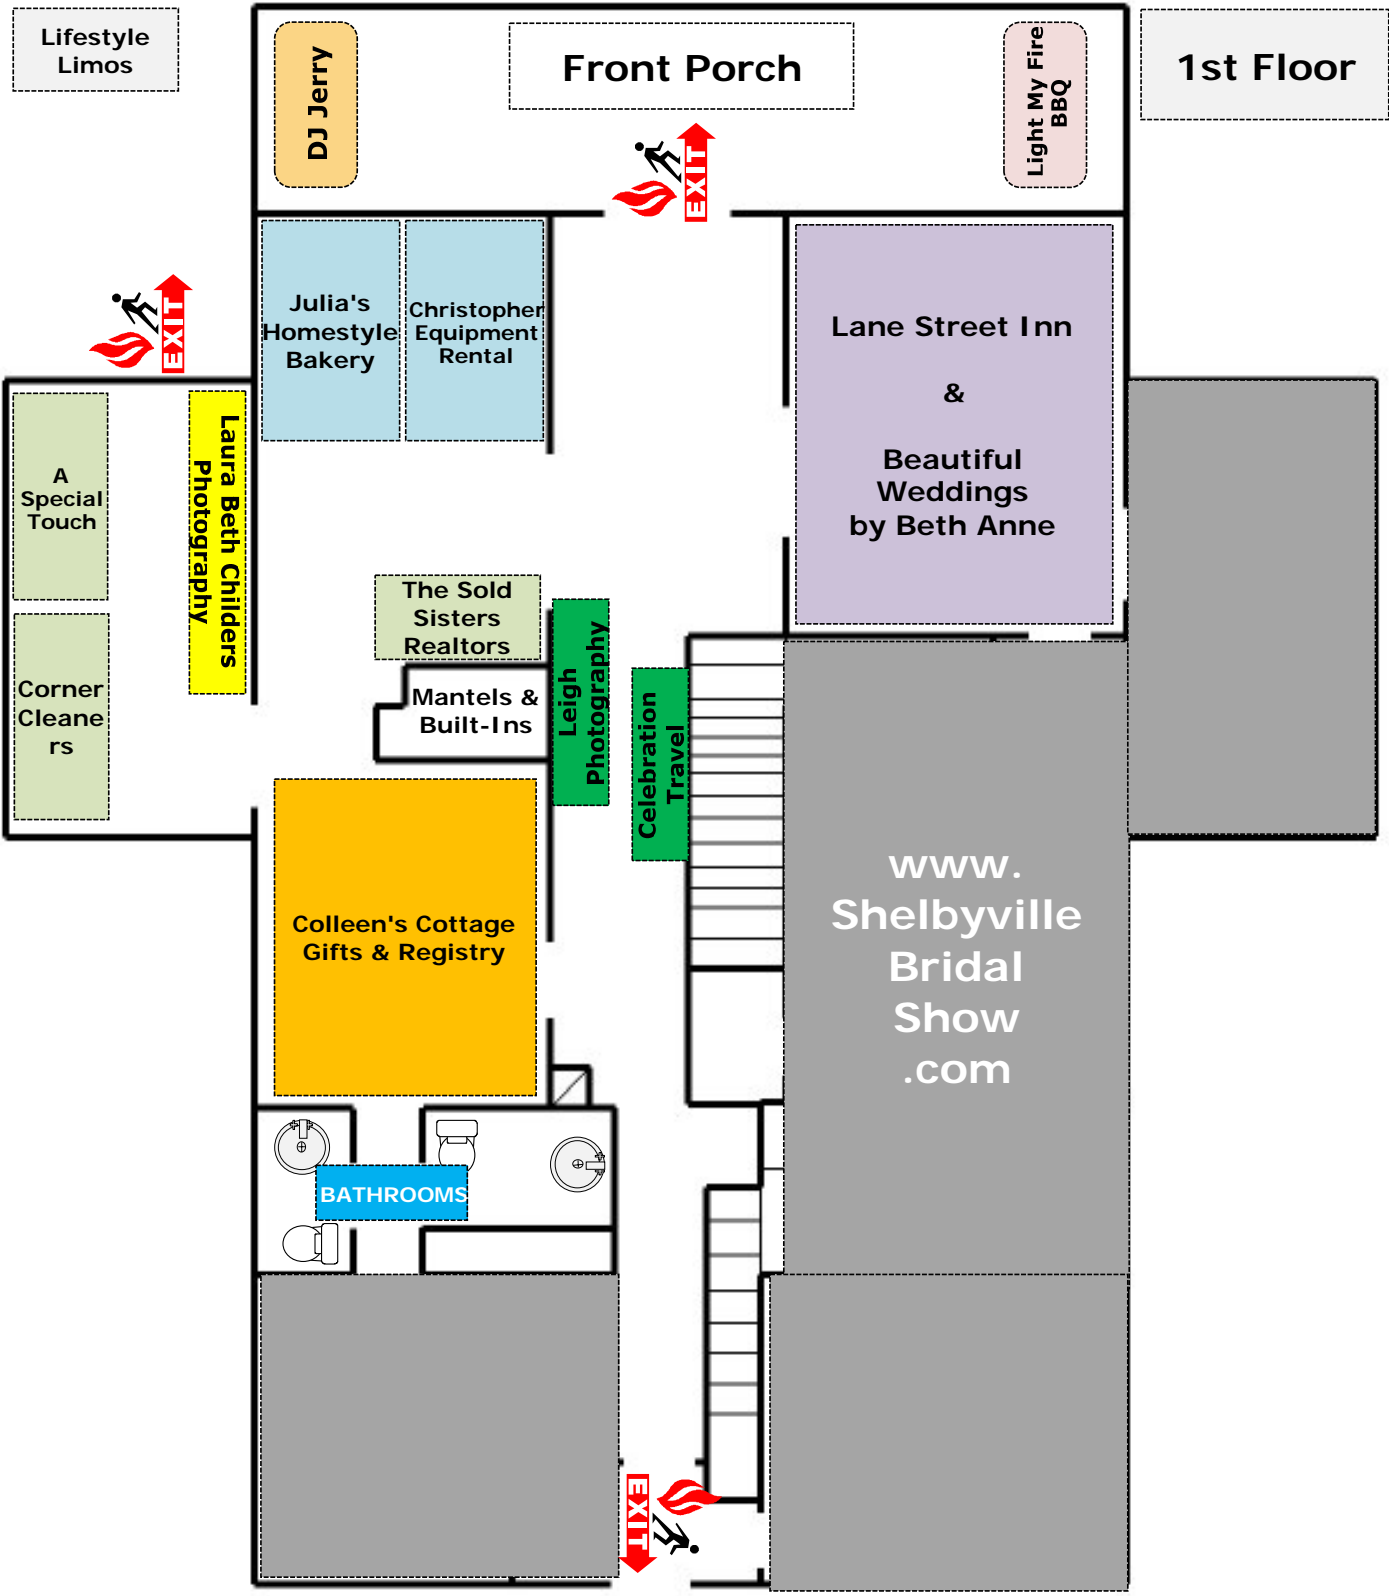 Lifestyle
Limos
DJ Jerry
Front Porch
Light My Fire
BBQ
1st Floor
EXIT
EXIT
Julia's
Homestyle
Bakery
Christopher
Equipment
Rental
Lane Street Inn
&
Beautiful
Weddings
by Beth Anne
A
Special
Touch
Laura Beth Childers
Photography
Corner
Cleane
rs
The Sold
Sisters
Realtors
Mantels &
Built-Ins
Leigh
Photography
Celebration
Travel
Colleen's Cottage
Gifts & Registry
www.
Shelbyville
Bridal
Show
.com
BATHROOMS
EXIT